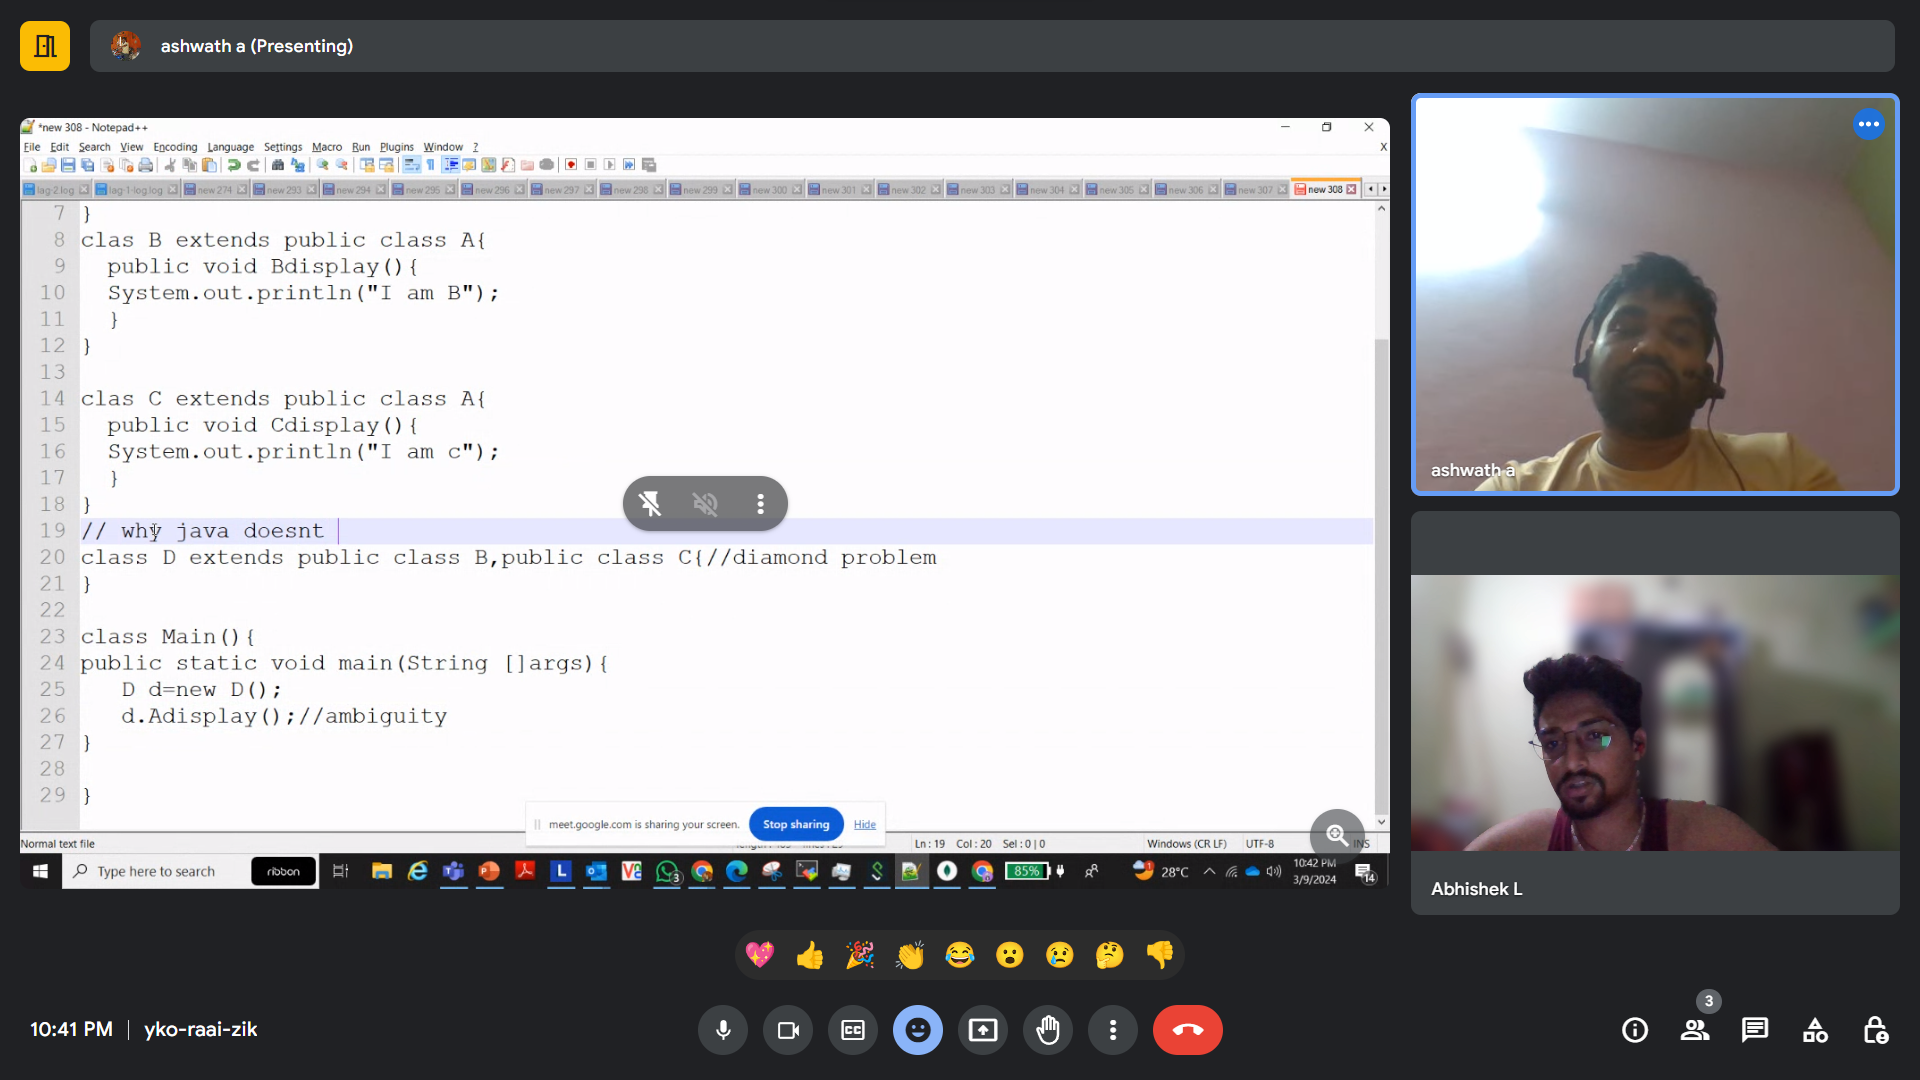 ashwath a (Presenting)
*new 308 - Notepad++
File Edit Search View Encoding Language Settings Macro Run Plugins Window ?
X
lag-2.log lag-1-log.log new 274 new 293 new 294 new 295 new 296 new 297 new 298 new 299 new 300 new 301 new 302 new 303 new 304 new 305 new 306 new 307 new 308
7 }
8 clas B extends public class A{
9 public void Bdisplay(){
10 System.out.println("I am B");
11 }
12 }
13
14 clas C extends public class A{
15 public void Cdisplay(){
16 System.out.println("I am c");
17 }
18 }
19 // why java doesnt
20 class D extends public class B,public class C{//diamond problem
21 }
22
23 class Main(){
24 public static void main(String []args){
25 D d=new D();
26 d.Adisplay();//ambiguity
27 }
28
29 }
meet.google.com is sharing your screen. Stop sharing Hide
Normal text file Ln : 19 Col : 20 Sel : 0 | 0 Windows (CR LF) UTF-8 INS
Type here to search ribbon 3 85% 28°C 10:42 PM
3/9/2024 14
ashwath a
Abhishek L
10:41 PM | yko-raai-zik
3